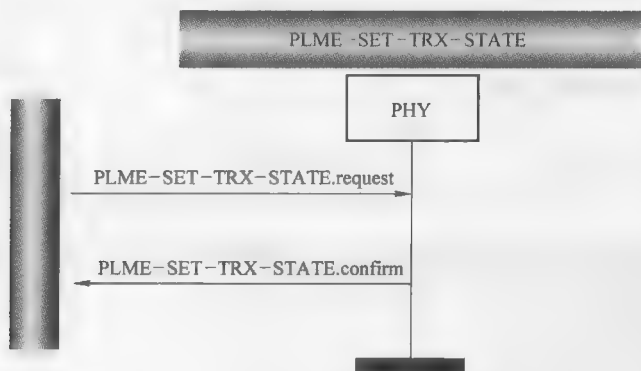 PLME-SET-TRX-STATE
PHY
PLME-SET-TRX-STATE.request
PLME-SET-TRX-STATE.confirm